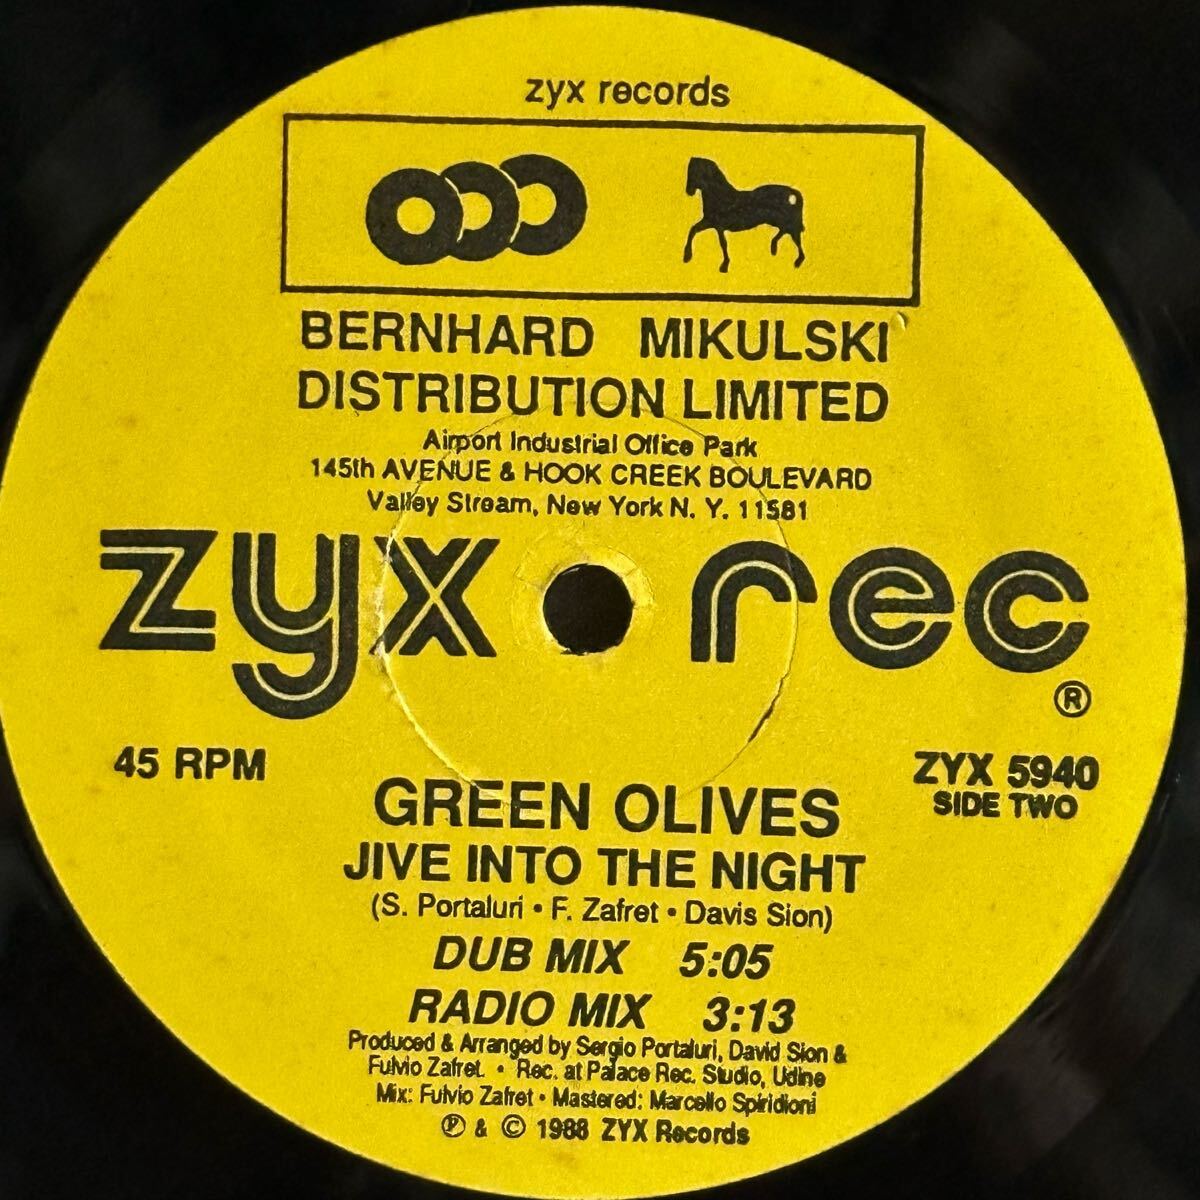 zyx records
BERNHARD MIKULSKI
DISTRIBUTION LIMITED
Airport Industrial Office Park
145th AVENUE & HOOK CREEK BOULEVARD
Valley Stream, New York N. Y. 11581
zyx rec
®
45 RPM
ZYX 5940
SIDE TWO
GREEN OLIVES
JIVE INTO THE NIGHT
(S. Portaluri • F. Zafret • Davis Sion)
DUB MIX 5:05
RADIO MIX 3:13
Produced & Arranged by Sergio Portaluri, David Sion &
Fulvio Zafret. • Rec. at Palace Rec. Studio, Udine
Mix: Fulvio Zafret • Mastered: Marcello Spiridioni
℗ & © 1988 ZYX Records